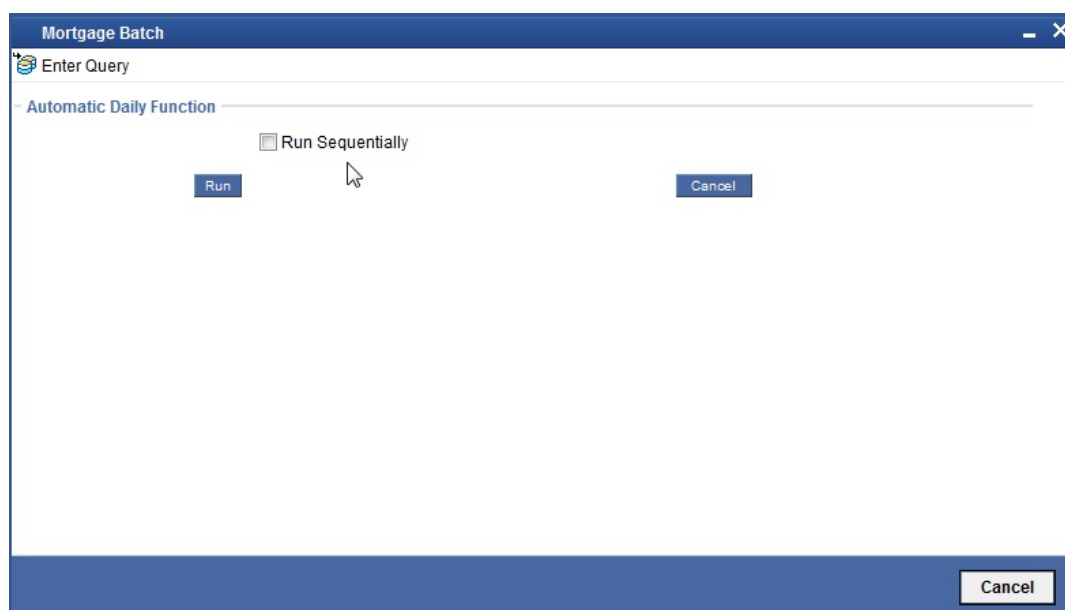 Mortgage Batch
Enter Query
Automatic Daily Function
Run Sequentially
Run Cancel
Cancel